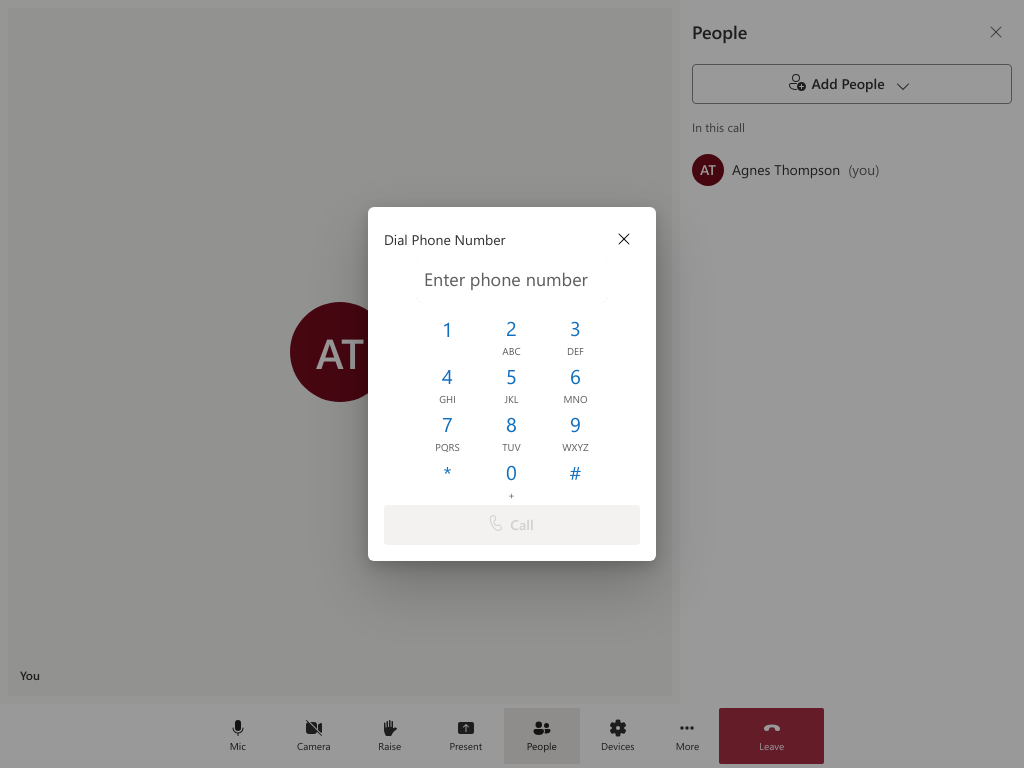 People
Add People
In this call
AT Agnes Thompson (you)
AT
You
Dial Phone Number
Enter phone number
1 2 3
ABC DEF
4 5 6
GHI JKL MNO
7 8 9
PQRS TUV WXYZ
* 0 #
+
Call
Mic Camera Raise Present People Devices More Leave